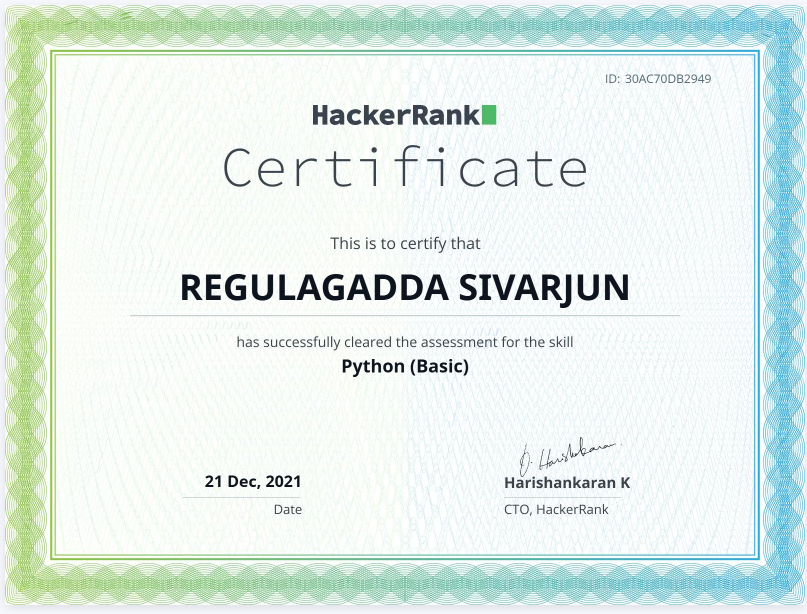 ID: 30AC70DB2949
HackerRank
Certificate
This is to certify that
REGULAGADDA SIVARJUN
has successfully cleared the assessment for the skill
Python (Basic)
21 Dec, 2021
Date
Harishankaran K
CTO, HackerRank